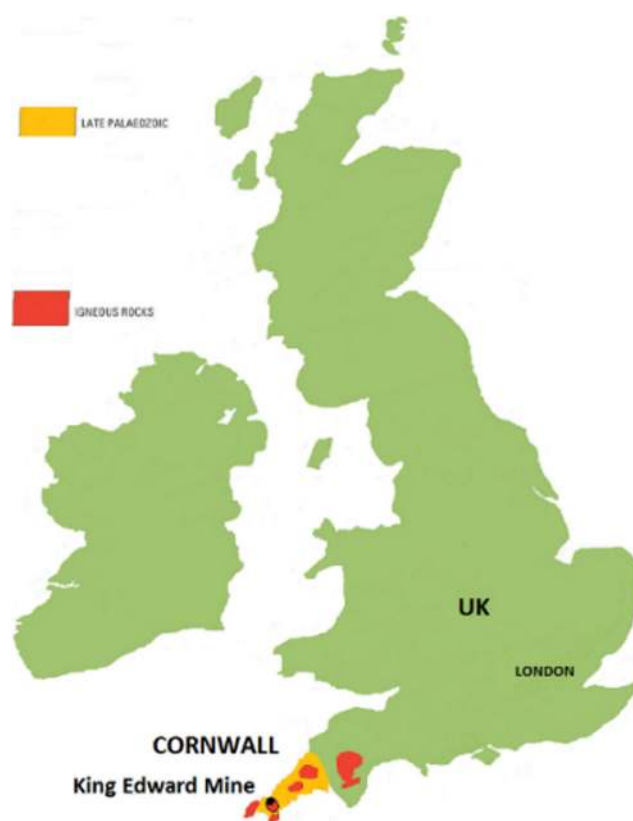 LATE PALAEOZOIC
IGNEOUS ROCKS
UK
LONDON
CORNWALL
King Edward Mine